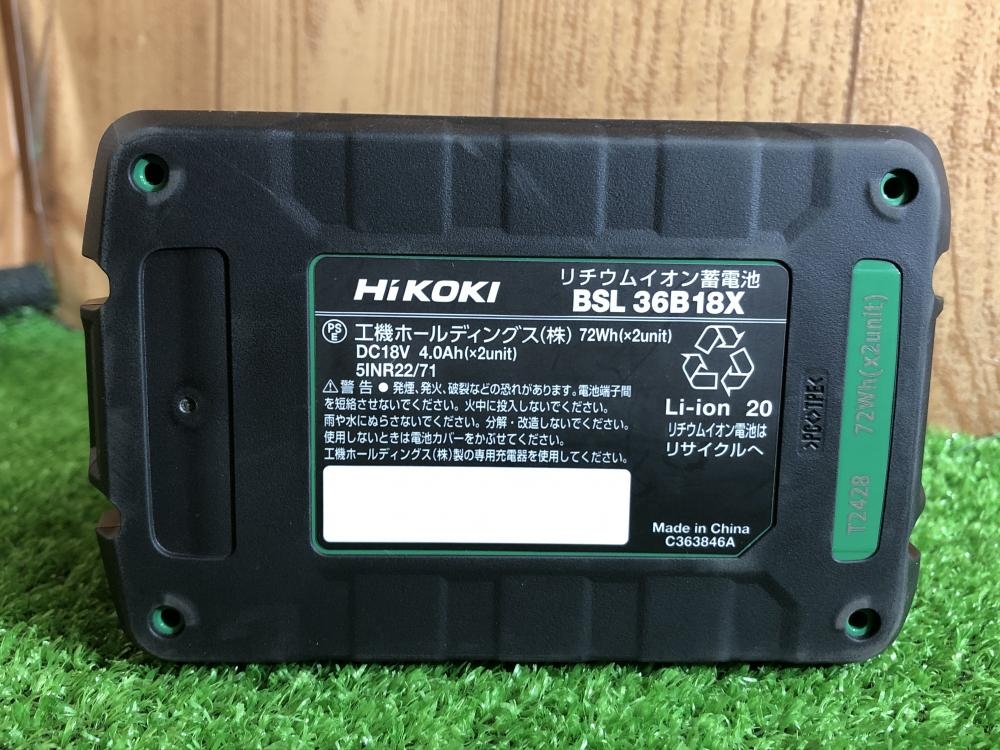 HiKOKI
リチウムイオン蓄電池
BSL 36B18X
PS
E
工機ホールディングス(株) 72Wh(×2unit)
DC18V 4.0Ah(×2unit)
5INR22/71
⚠警告 ● 発煙、発火、破裂などの恐れがあります。電池端子間
を短絡させないでください。火中に投入しないでください。
雨や水にぬらさないでください。分解・改造しないでください。
使用しないときは電池カバーをかぶせてください。
工機ホールディングス(株)製の専用充電器を使用してください。
Li-ion 20
リチウムイオン電池は
リサイクルへ
Made in China
C363846A
>PC<>TPE<
T2428 72Wh(x2unit)